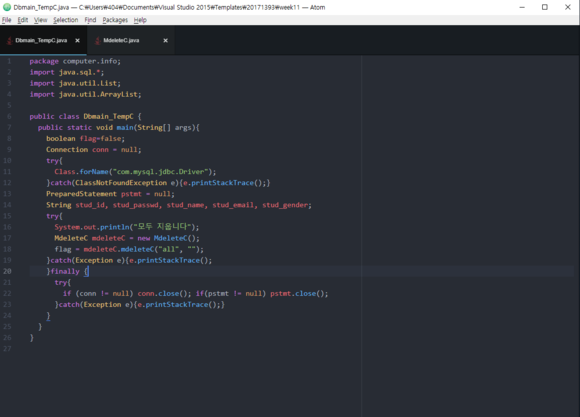 Dbmain_TempC.java — C:₩Users₩404₩Documents₩Visual Studio 2015₩Templates₩20171393₩week11 — Atom
File Edit View Selection Find Packages Help
Dbmain_TempC.java × MdeleteC.java ×
1 package computer.info;
2 import java.sql.*;
3 import java.util.List;
4 import java.util.ArrayList;
5
6 public class Dbmain_TempC {
7 public static void main(String[] args){
8 boolean flag=false;
9 Connection conn = null;
10 try{
11 Class.forName("com.mysql.jdbc.Driver");
12 }catch(ClassNotFoundException e){e.printStackTrace();}
13 PreparedStatement pstmt = null;
14 String stud_id, stud_passwd, stud_name, stud_email, stud_gender;
15 try{
16 System.out.println("모두 지웁니다");
17 MdeleteC mdeleteC = new MdeleteC();
18 flag = mdeleteC.mdeleteC("all", "");
19 }catch(Exception e){e.printStackTrace();
20 }finally {
21 try{
22 if (conn != null) conn.close(); if(pstmt != null) pstmt.close();
23 }catch(Exception e){e.printStackTrace();}
24 }
25 }
26 }
27